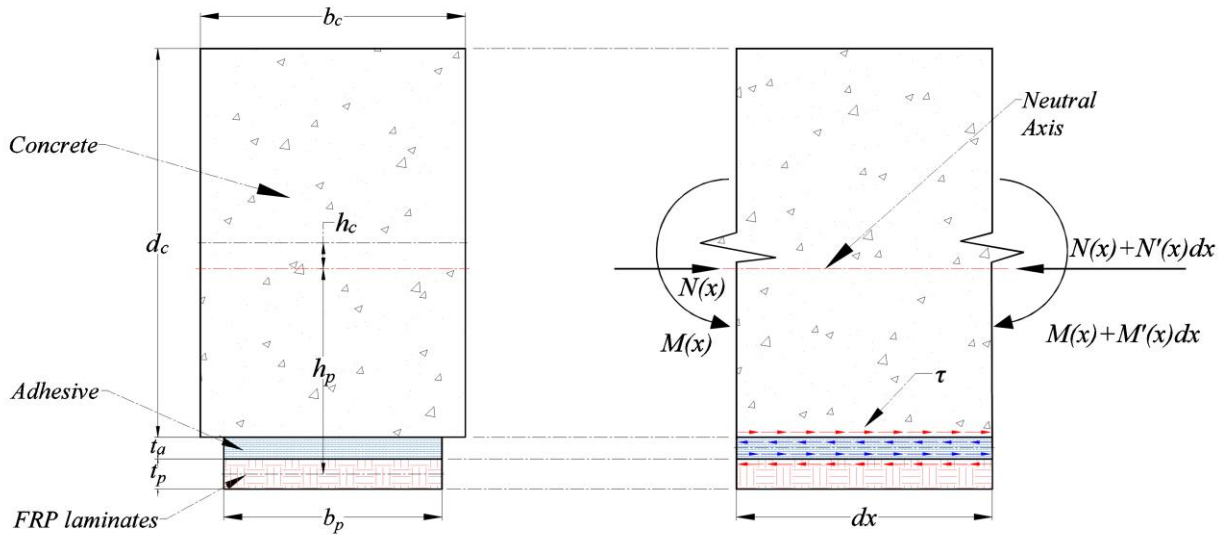 b_c
Concrete
h_c
d_c
h_p
Adhesive
t_a
t_p
FRP laminates
b_p
Neutral
Axis
N(x)
N(x)+N'(x)dx
M(x)
M(x)+M'(x)dx
τ
dx